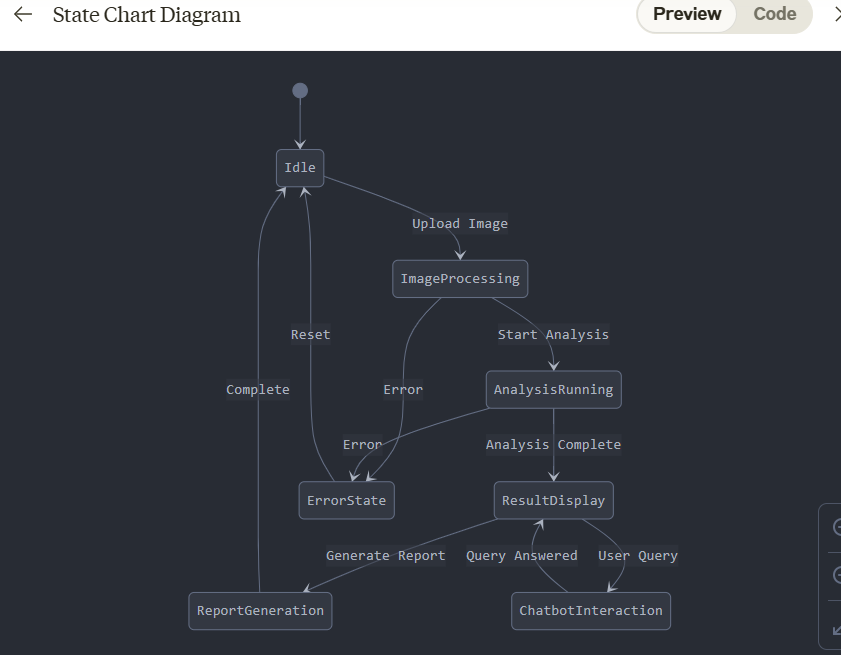 State Chart Diagram
Preview
Code
Idle
Upload Image
ImageProcessing
Reset
Start Analysis
Complete
Error
AnalysisRunning
Error
Analysis Complete
ErrorState
ResultDisplay
Generate Report
Query Answered
User Query
ReportGeneration
ChatbotInteraction